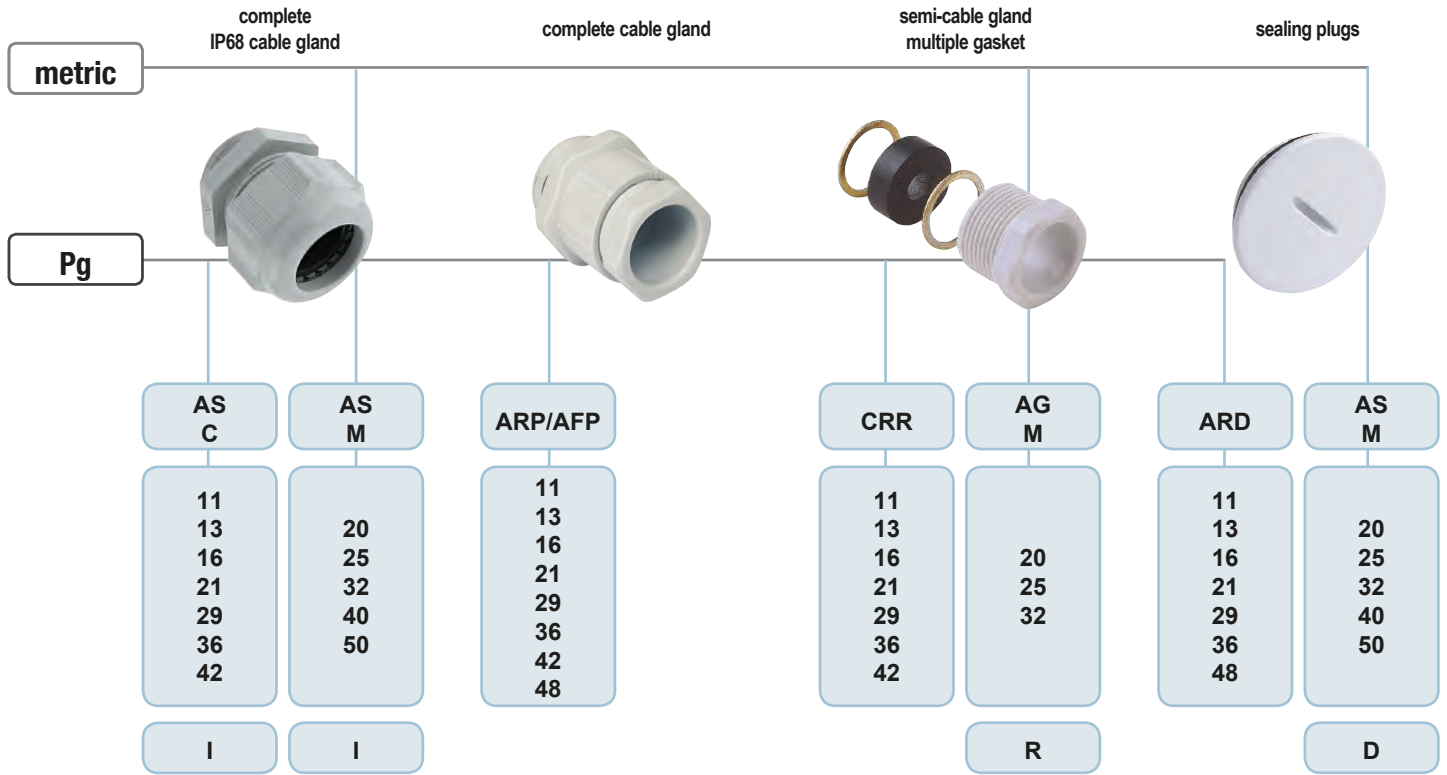 complete
IP68 cable gland
complete cable gland
semi-cable gland
multiple gasket
sealing plugs
metric
Pg
AS
C
AS
M
ARP/AFP
CRR
AG
M
ARD
AS
M
11
13
16
21
29
36
42
20
25
32
40
50
11
13
16
21
29
36
42
48
11
13
16
21
29
36
42
20
25
32
11
13
16
21
29
36
48
20
25
32
40
50
I
I
R
D